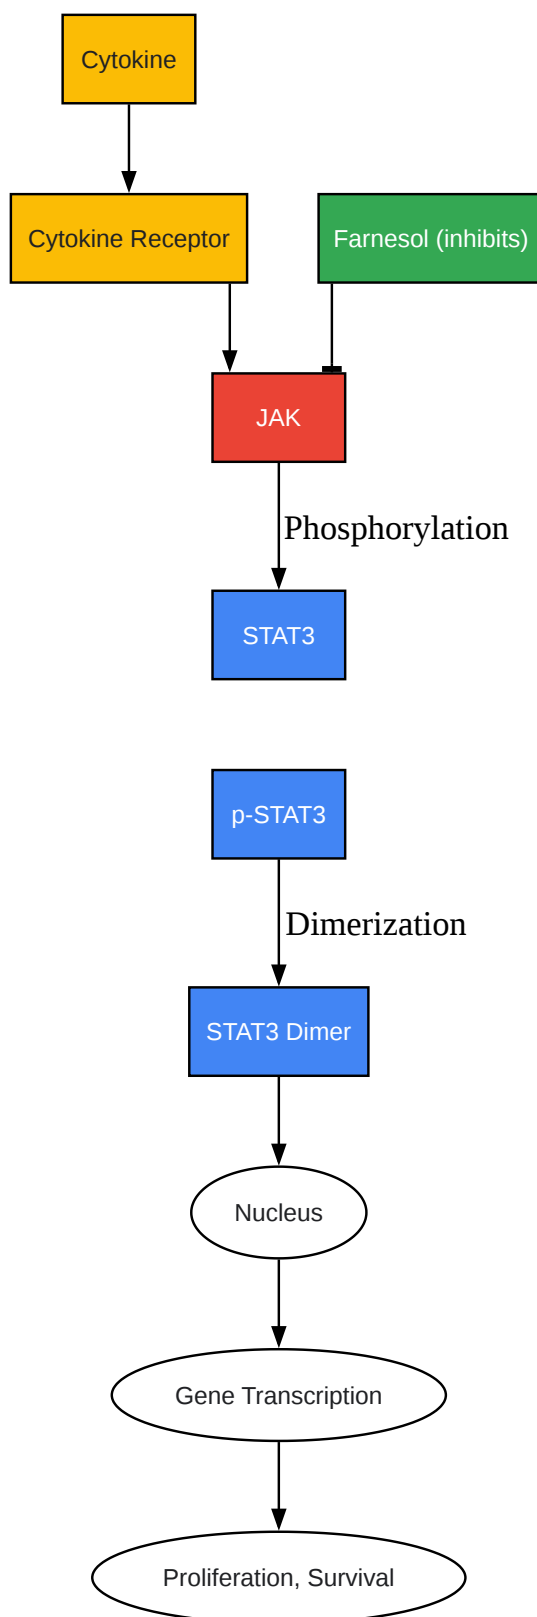 Cytokine
Cytokine Receptor
Farnesol (inhibits)
JAK
Phosphorylation
STAT3
p-STAT3
Dimerization
STAT3 Dimer
Nucleus
Gene Transcription
Proliferation, Survival